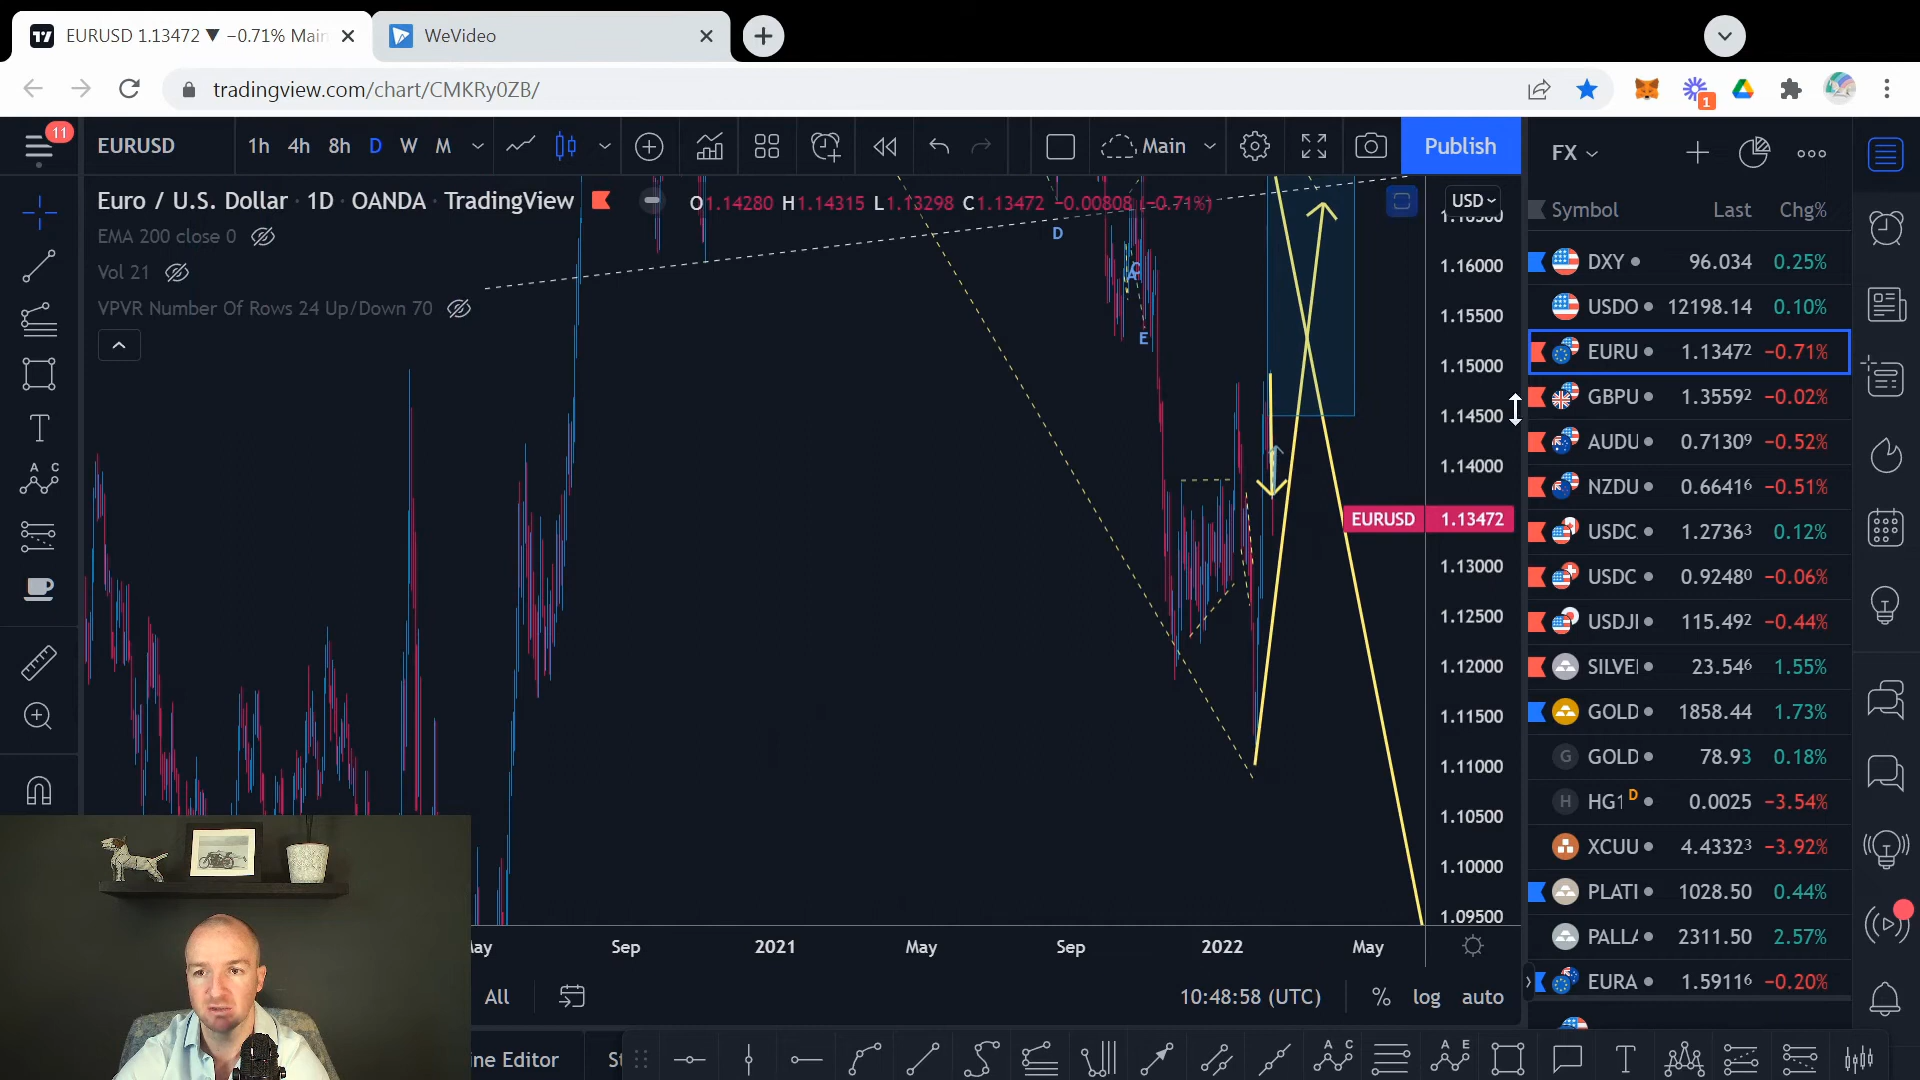 EURUSD 1.13472 ▼ −0.71% Main
WeVideo
tradingview.com/chart/CMKRy0ZB/
1
11
EURUSD 1h 4h 8h D W M Main Publish FX
Euro / U.S. Dollar · 1D · OANDA · TradingView O1.14280 H1.14315 L1.13298 C1.13472 −0.00808 (−0.71%) USD
EMA 200 close 0
Vol 21
VPVR Number Of Rows 24 Up/Down 70
D
A
C
E
1.16500
1.16000
1.15500
1.15000
1.14500
1.14000
EURUSD 1.13472
1.13000
1.12500
1.12000
1.11500
1.11000
1.10500
1.10000
1.09500
Symbol Last Chg%
DXY 96.034 0.25%
USDO 12198.14 0.10%
EURU 1.13472 −0.71%
GBPU 1.35592 −0.02%
AUDU 0.71309 −0.52%
NZDU 0.66416 −0.51%
USDC 1.27363 0.12%
USDC 0.92480 −0.06%
USDJI 115.492 −0.44%
SILVEI 23.546 1.55%
GOLD 1858.44 1.73%
G GOLD 78.93 0.18%
H HG1 D 0.0025 −3.54%
XCUU 4.43323 −3.92%
PLATI 1028.50 0.44%
PALLA 2311.50 2.57%
EURA 1.59116 −0.20%
May Sep 2021 May Sep 2022 May
All 10:48:58 (UTC) % log auto
ine Editor St